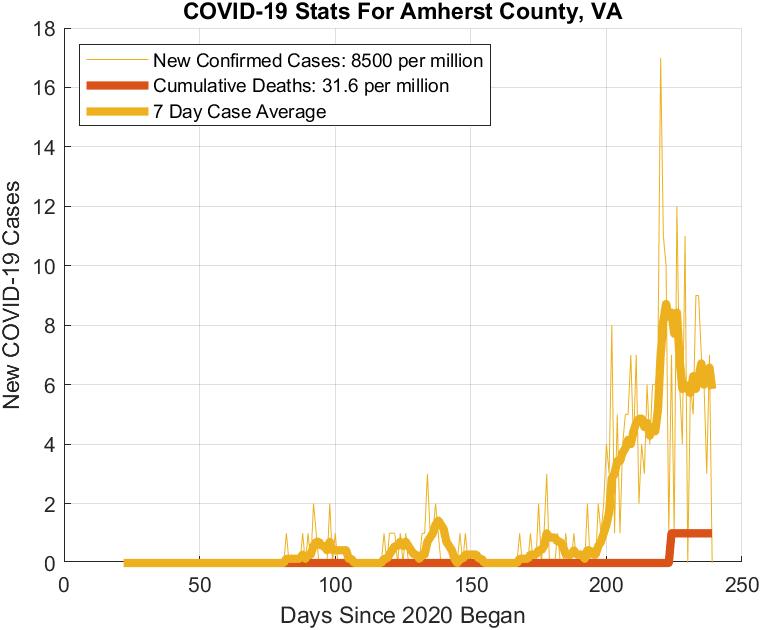 COVID-19 Stats For Amherst County, VA
New Confirmed Cases: 8500 per million
Cumulative Deaths: 31.6 per million
7 Day Case Average
New COVID-19 Cases
18
16
14
12
10
8
6
4
2
0
0 50 100 150 200 250
Days Since 2020 Began